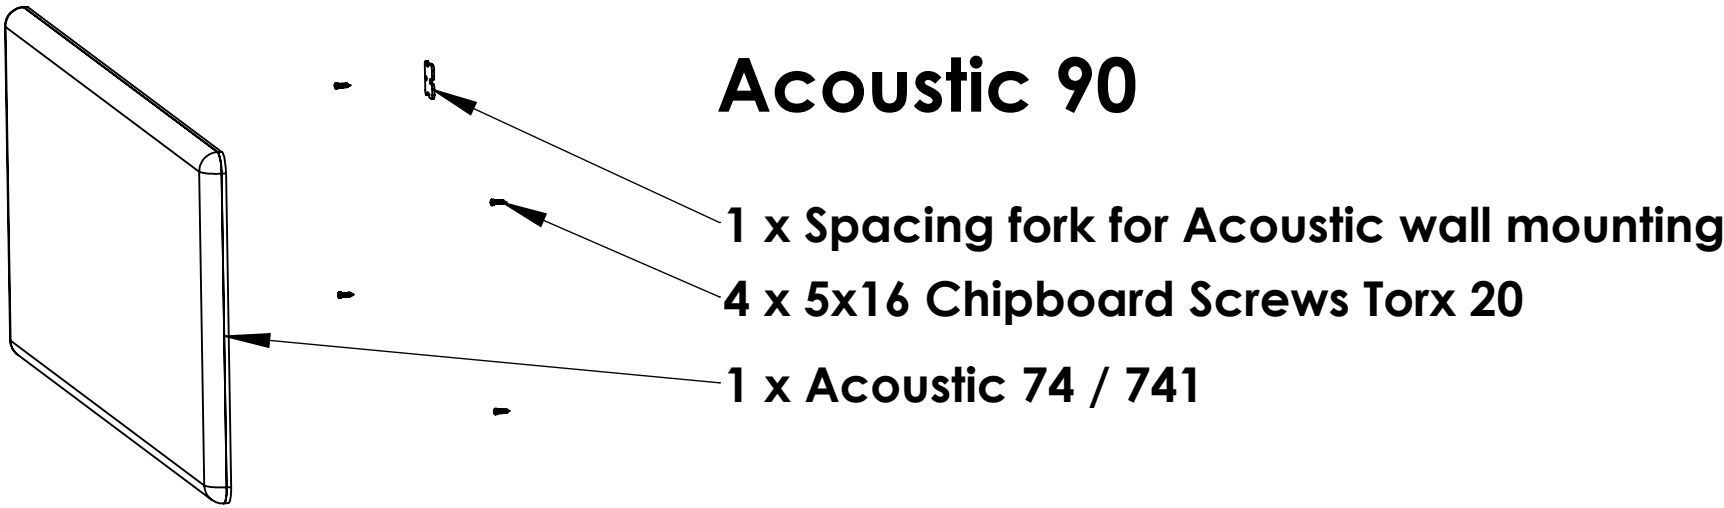 Acoustic 90
1 x Spacing fork for Acoustic wall mounting
4 x 5x16 Chipboard Screws Torx 20
1 x Acoustic 74 / 741